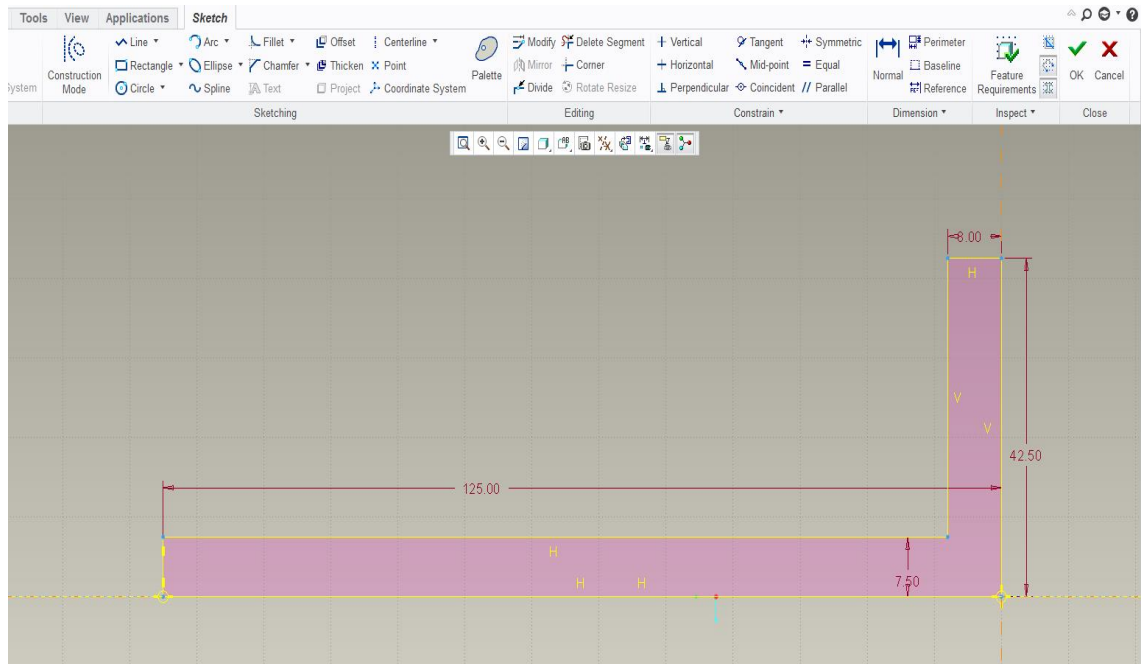 Tools View Applications Sketch
Line Arc Fillet Offset Centerline Modify Delete Segment Vertical Tangent Symmetric Perimeter
Rectangle Ellipse Chamfer Thicken Point Mirror Corner Horizontal Mid-point Equal Baseline
Circle Spline Text Project Coordinate System Divide Rotate Resize Perpendicular Coincident Parallel Reference
ystem Construction Mode Palette Normal Feature Requirements OK Cancel
Sketching Editing Constrain Dimension Inspect Close
8.00
H
V
V
42.50
125.00
H
7.50
H H